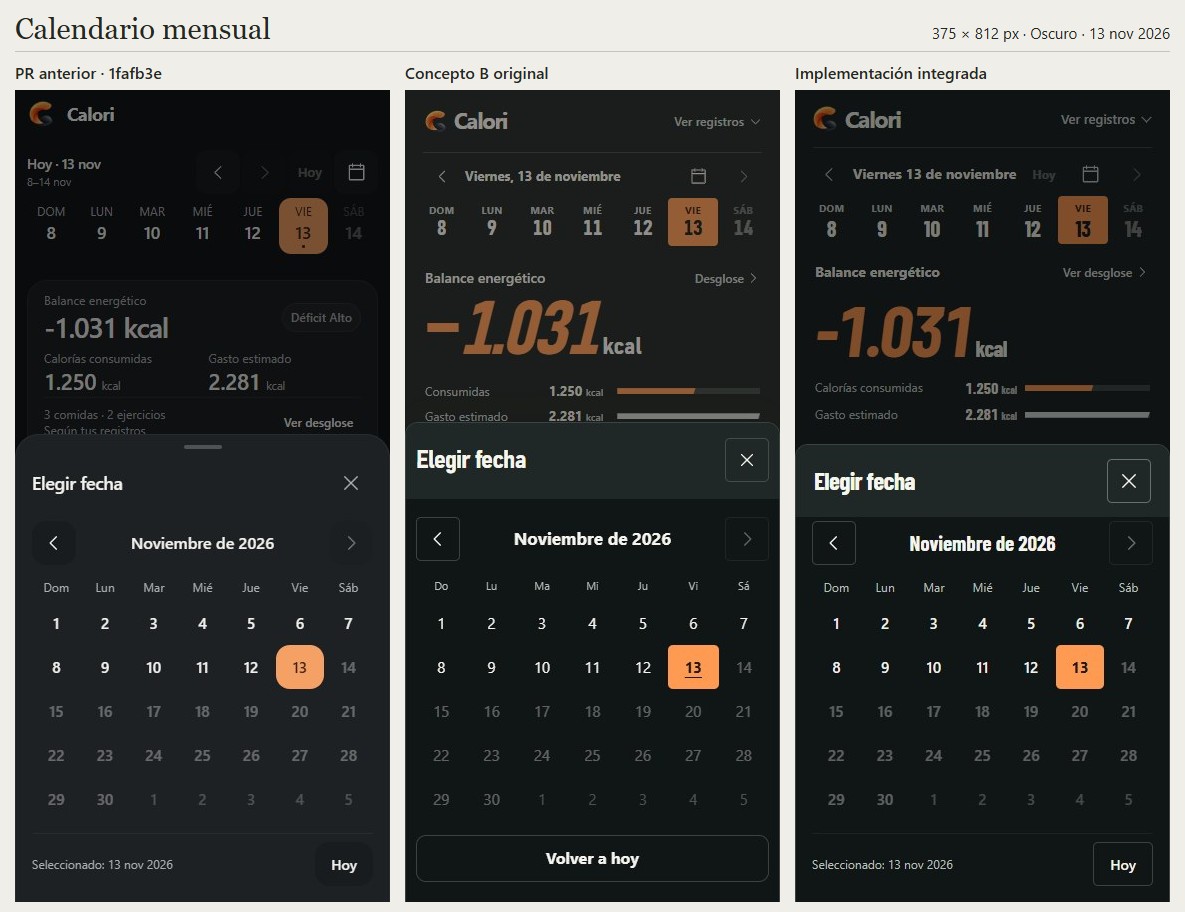 Calendario mensual
375 × 812 px · Oscuro · 13 nov 2026
PR anterior · 1fafb3e
Calori
Hoy · 13 nov
8–14 nov
Hoy
DOM LUN MAR MIÉ JUE VIE SÁB
8 9 10 11 12 13 14
Balance energético
-1.031 kcal
Déficit Alto
Calorías consumidas Gasto estimado
1.250 kcal 2.281 kcal
3 comidas · 2 ejercicios
Según tus registros
Ver desglose
Elegir fecha
Noviembre de 2026
Dom Lun Mar Mié Jue Vie Sáb
1 2 3 4 5 6 7
8 9 10 11 12 13 14
15 16 17 18 19 20 21
22 23 24 25 26 27 28
29 30 1 2 3 4 5
Seleccionado: 13 nov 2026 Hoy
Concepto B original
Calori Ver registros
Viernes, 13 de noviembre
DOM LUN MAR MIÉ JUE VIE SÁB
8 9 10 11 12 13 14
Balance energético Desglose
−1.031 kcal
Consumidas 1.250 kcal
Gasto estimado 2.281 kcal
Elegir fecha
Noviembre de 2026
Do Lu Ma Mi Ju Vi Sá
1 2 3 4 5 6 7
8 9 10 11 12 13 14
15 16 17 18 19 20 21
22 23 24 25 26 27 28
29 30 1 2 3 4 5
Volver a hoy
Implementación integrada
Calori Ver registros
Viernes 13 de noviembre Hoy
DOM LUN MAR MIÉ JUE VIE SÁB
8 9 10 11 12 13 14
Balance energético Ver desglose
-1.031 kcal
Calorías consumidas 1.250 kcal
Gasto estimado 2.281 kcal
Elegir fecha
Noviembre de 2026
Dom Lun Mar Mié Jue Vie Sáb
1 2 3 4 5 6 7
8 9 10 11 12 13 14
15 16 17 18 19 20 21
22 23 24 25 26 27 28
29 30 1 2 3 4 5
Seleccionado: 13 nov 2026 Hoy